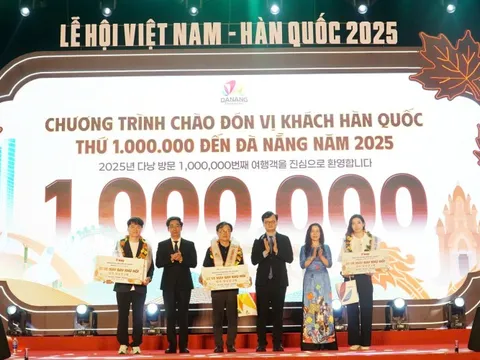 LỄ HỘI VIỆT NAM - HÀN QUỐC 2025
DANANG
CHƯƠNG TRÌNH CHÀO ĐÓN VỊ KHÁCH HÀN QUỐC
THỨ 1.000.000 ĐẾN ĐÀ NẴNG NĂM 2025
2025년 다낭 방문 1,000,000번째 여행객을 진심으로 환영합니다
1.000.000